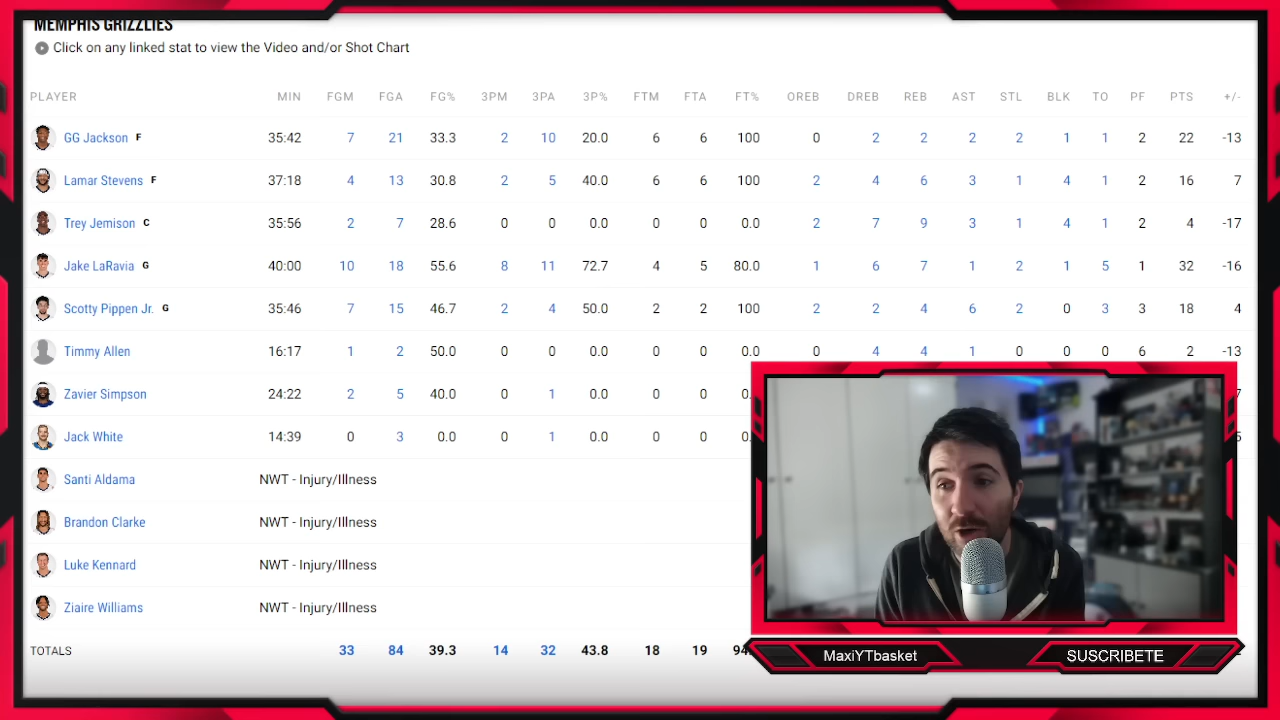 MEMPHIS GRIZZLIES
Click on any linked stat to view the Video and/or Shot Chart
PLAYER MIN FGM FGA FG% 3PM 3PA 3P% FTM FTA FT% OREB DREB REB AST STL BLK TO PF PTS +/-
GG Jackson F 35:42 7 21 33.3 2 10 20.0 6 6 100 0 2 2 2 2 1 1 2 22 -13
Lamar Stevens F 37:18 4 13 30.8 2 5 40.0 6 6 100 2 4 6 3 1 4 1 2 16 7
Trey Jemison C 35:56 2 7 28.6 0 0 0.0 0 0 0.0 2 7 9 3 1 4 1 2 4 -17
Jake LaRavia G 40:00 10 18 55.6 8 11 72.7 4 5 80.0 1 6 7 1 2 1 5 1 32 -16
Scotty Pippen Jr. G 35:46 7 15 46.7 2 4 50.0 2 2 100 2 2 4 6 2 0 3 3 18 4
Timmy Allen 16:17 1 2 50.0 0 0 0.0 0 0 0.0 0 4 4 1 0 0 0 6 2 -13
Zavier Simpson 24:22 2 5 40.0 0 1 0.0 0 0
Jack White 14:39 0 3 0.0 0 1 0.0 0 0
Santi Aldama NWT - Injury/Illness
Brandon Clarke NWT - Injury/Illness
Luke Kennard NWT - Injury/Illness
Ziaire Williams NWT - Injury/Illness
TOTALS 33 84 39.3 14 32 43.8 18 19
MaxiYTbasket SUSCRIBETE